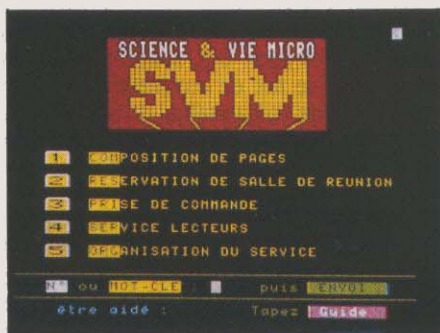 C
SCIENCE & VIE MICRO
SVM
1 COMPOSITION DE PAGES
2 RESERVATION DE SALLE DE REUNION
3 PRISE DE COMMANDE
4 SERVICE LECTEURS
5 ORGANISATION DU SERVICE
N° ou MOT-CLE : puis ENVOI
être aidé : Tapez Guide